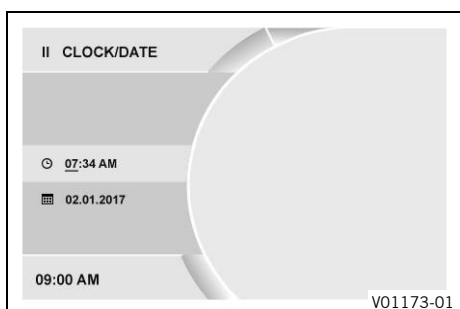 II CLOCK/DATE
07:34 AM
02.01.2017
09:00 AM
V01173-01